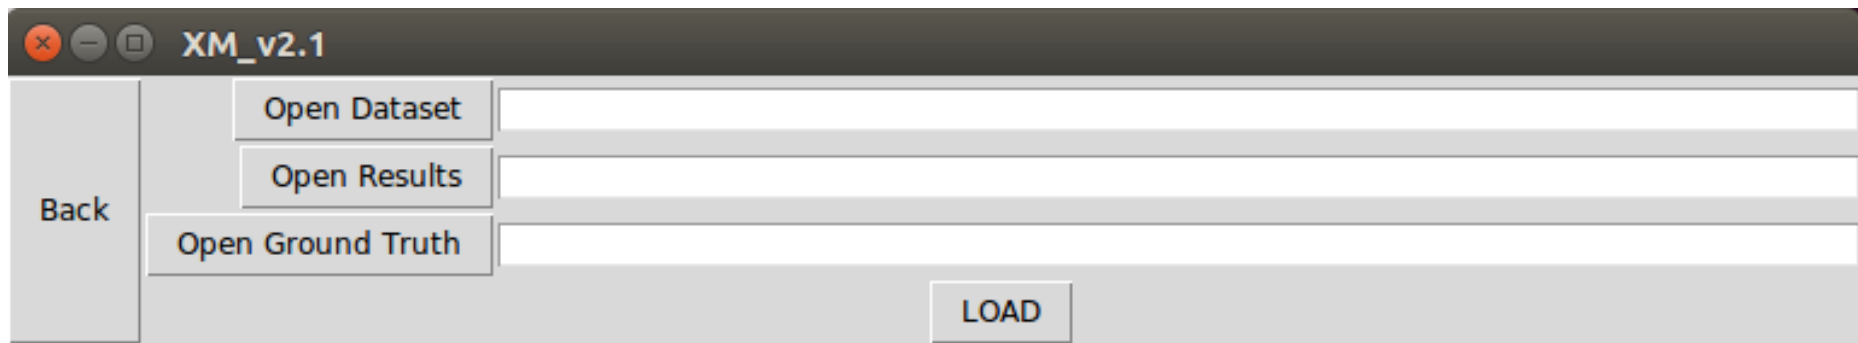 XM_v2.1
Open Dataset
Open Results
Back
Open Ground Truth
LOAD